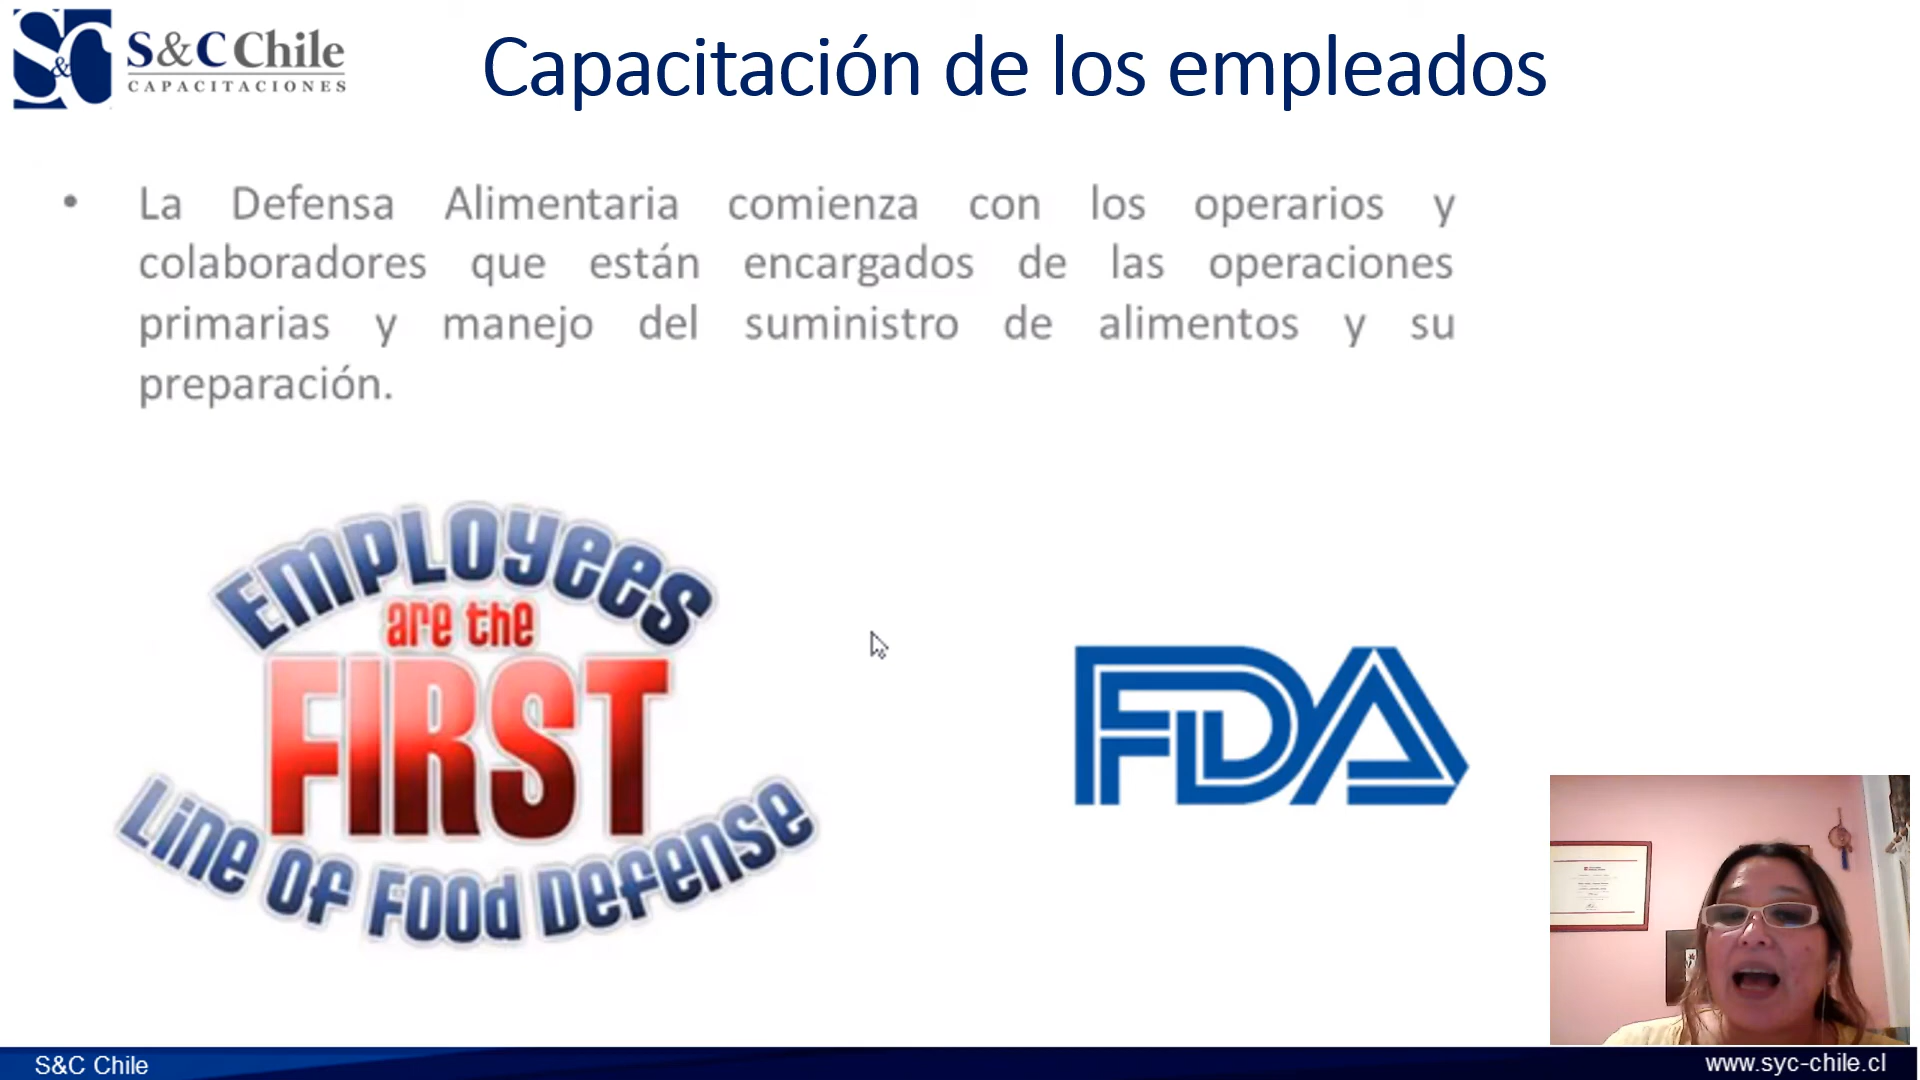 S&C Chile
CAPACITACIONES
Capacitación de los empleados
• La Defensa Alimentaria comienza con los operarios y
colaboradores que están encargados de las operaciones
primarias y manejo del suministro de alimentos y su
preparación.
EMPLOYEES
are the
FIRST
Line Of Food Defense
FDA
S&C Chile
www.syc-chile.cl